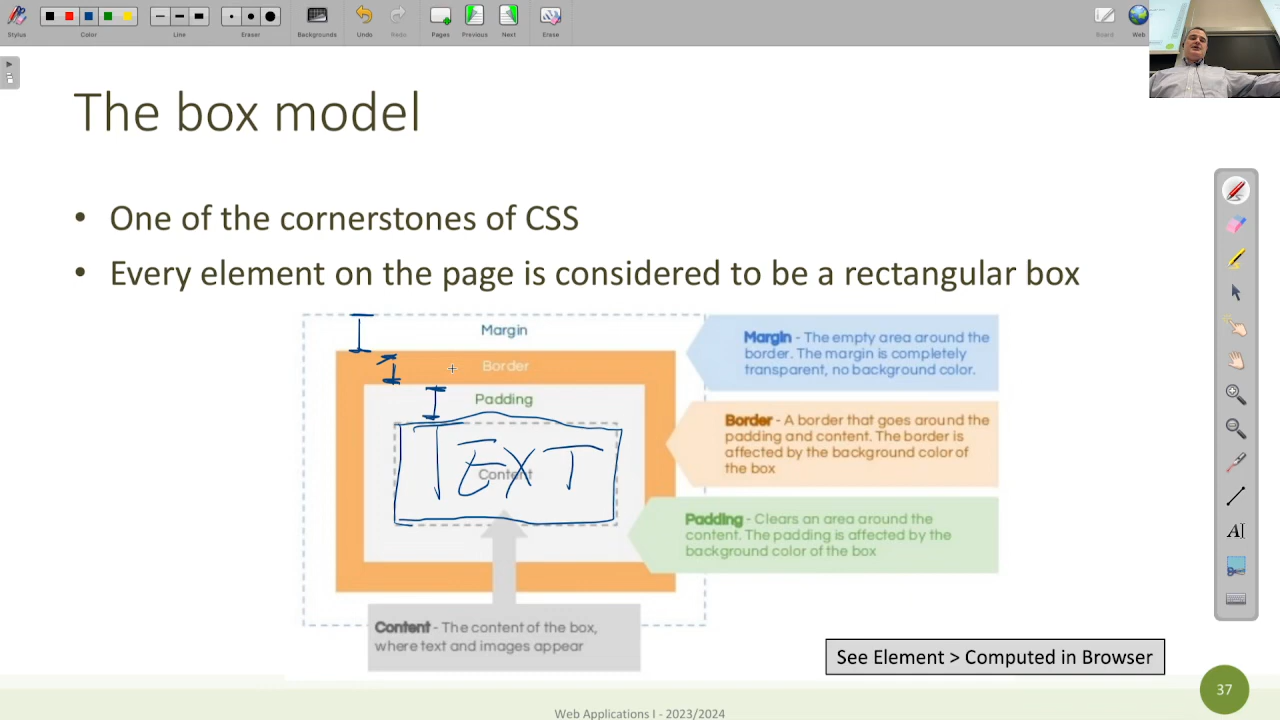 Stylus
Color
Line
Eraser
Backgrounds
Undo
Redo
Pages
Previous
Next
Erase
Board
Web
The box model
• One of the cornerstones of CSS
• Every element on the page is considered to be a rectangular box
Margin
Border
Padding
Content
TEXT
Margin - The empty area around the
border. The margin is completely
transparent, no background color.
Border - A border that goes around the
padding and content. The border is
affected by the background color of
the box
Padding - Clears an area around the
content. The padding is affected by the
background color of the box
Content - The content of the box,
where text and images appear
See Element > Computed in Browser
37
Web Applications I - 2023/2024
AI